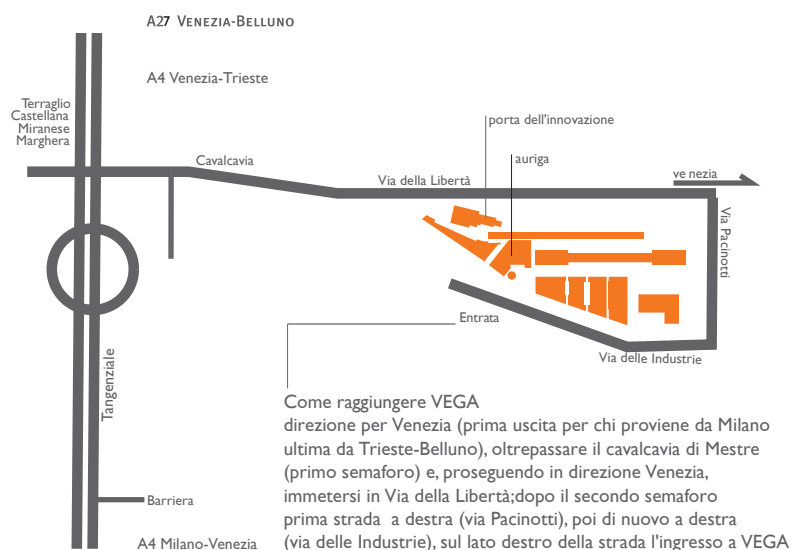 A27 VENEZIA-BELLUNO
A4 Venezia-Trieste
Terraglio
Castellana
Miranese
Marghera
porta dell'innovazione
auriga
Cavalcavia
Via della Libertà
ve nezia
Via Pacinotti
Entrata
Via delle Industrie
Tangenziale
Come raggiungere VEGA
direzione per Venezia (prima uscita per chi proviene da Milano
ultima da Trieste-Belluno), oltrepassare il cavalcavia di Mestre
(primo semaforo) e, proseguendo in direzione Venezia,
immetersi in Via della Libertà;dopo il secondo semaforo
prima strada a destra (via Pacinotti), poi di nuovo a destra
(via delle Industrie), sul lato destro della strada l'ingresso a VEGA
Barriera
A4 Milano-Venezia